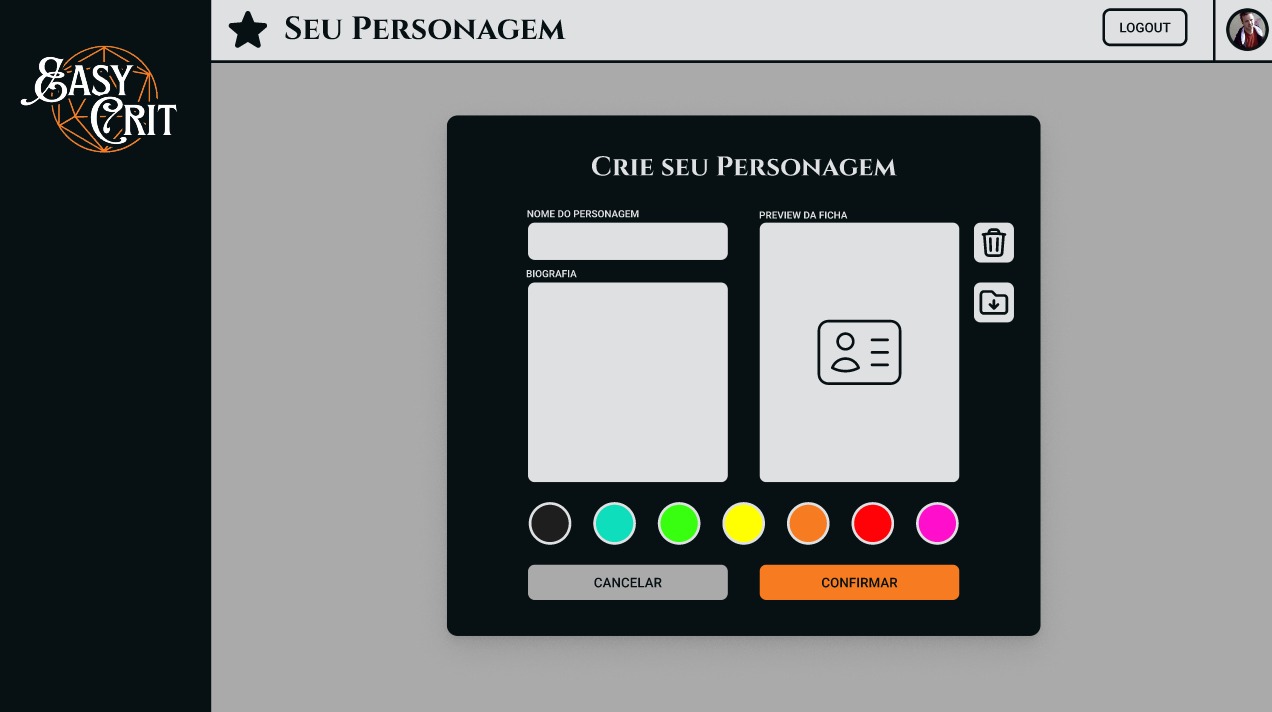 EASY
CRIT
SEU PERSONAGEM
LOGOUT
CRIE SEU PERSONAGEM
NOME DO PERSONAGEM
PREVIEW DA FICHA
BIOGRAFIA
CANCELAR
CONFIRMAR